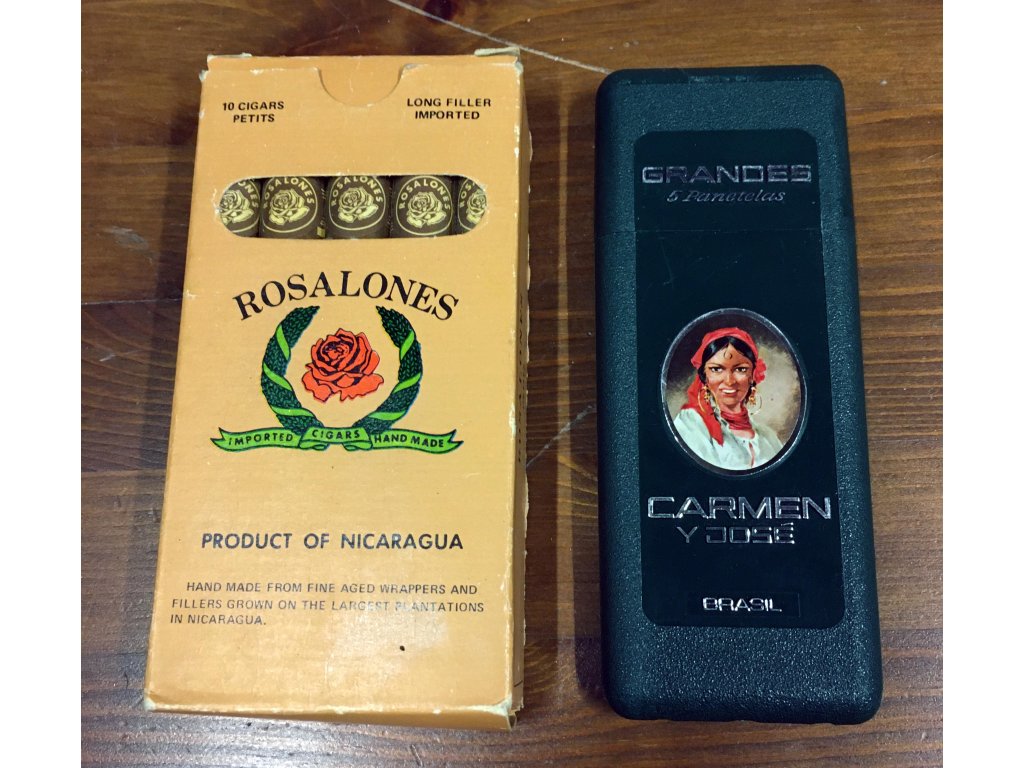 10 CIGARS
PETITS
LONG FILLER
IMPORTED
ROSALONES
ROSALONES
ROSALONES
ROSALONES
IMPORTED CIGARS HAND MADE
PRODUCT OF NICARAGUA
HAND MADE FROM FINE AGED WRAPPERS AND
FILLERS GROWN ON THE LARGEST PLANTATIONS
IN NICARAGUA.
GRANDES
5 Panetelas
CARMEN
Y JOSÉ
BRASIL